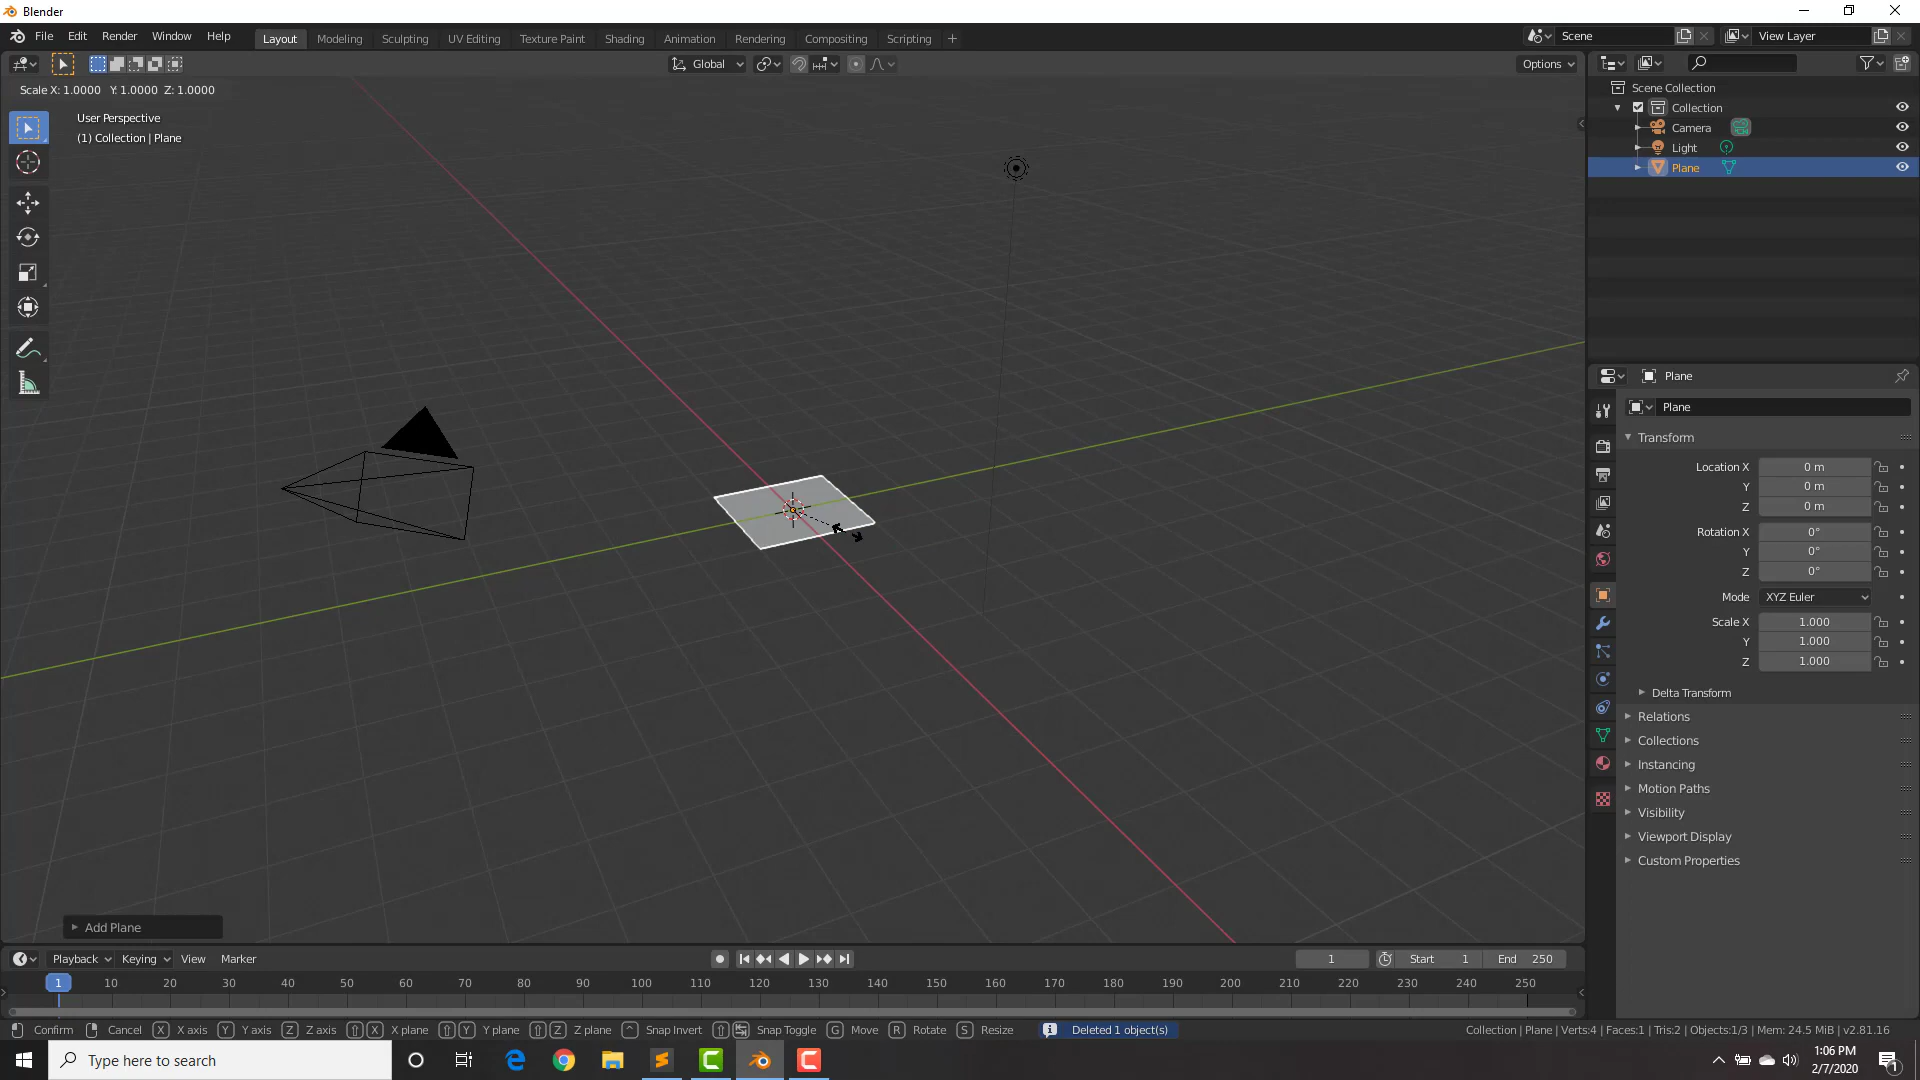 Blender
File Edit Render Window Help
Layout Modeling Sculpting UV Editing Texture Paint Shading Animation Rendering Compositing Scripting +
Scene
View Layer
Global
Options
Scale X: 1.0000 Y: 1.0000 Z: 1.0000
User Perspective
(1) Collection | Plane
Scene Collection
Collection
Camera
Light
Plane
Plane
Plane
Transform
Location X 0 m
Y 0 m
Z 0 m
Rotation X 0°
Y 0°
Z 0°
Mode XYZ Euler
Scale X 1.000
Y 1.000
Z 1.000
Delta Transform
Relations
Collections
Instancing
Motion Paths
Visibility
Viewport Display
Custom Properties
Add Plane
Playback Keying View Marker
1
Start 1
End 250
1 10 20 30 40 50 60 70 80 90 100 110 120 130 140 150 160 170 180 190 200 210 220 230 240 250
Confirm Cancel X X axis Y Y axis Z Z axis X X plane Y Y plane Z Z plane Snap Invert Snap Toggle G Move R Rotate S Resize
Deleted 1 object(s)
Collection | Plane | Verts:4 | Faces:1 | Tris:2 | Objects:1/3 | Mem: 24.5 MiB | v2.81.16
Type here to search
1:06 PM
2/7/2020
1